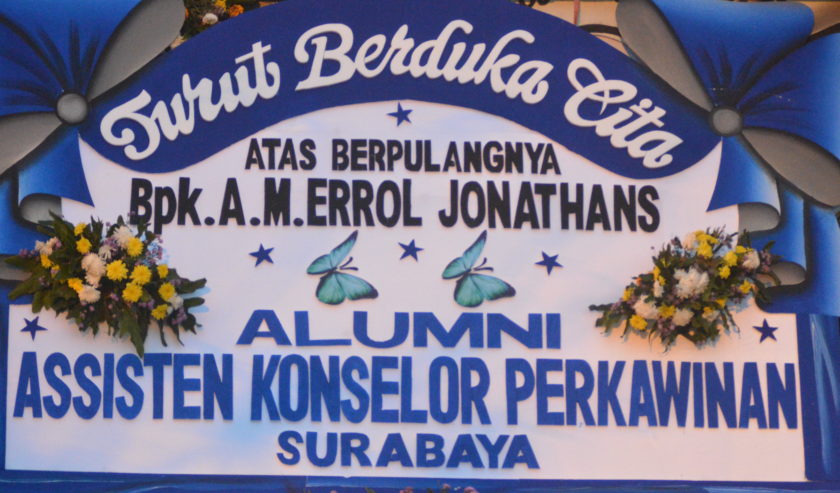 Turut Berduka Cita
ATAS BERPULANGNYA
Bpk.A.M.ERROL JONATHANS
ALUMNI
ASSISTEN KONSELOR PERKAWINAN
SURABAYA